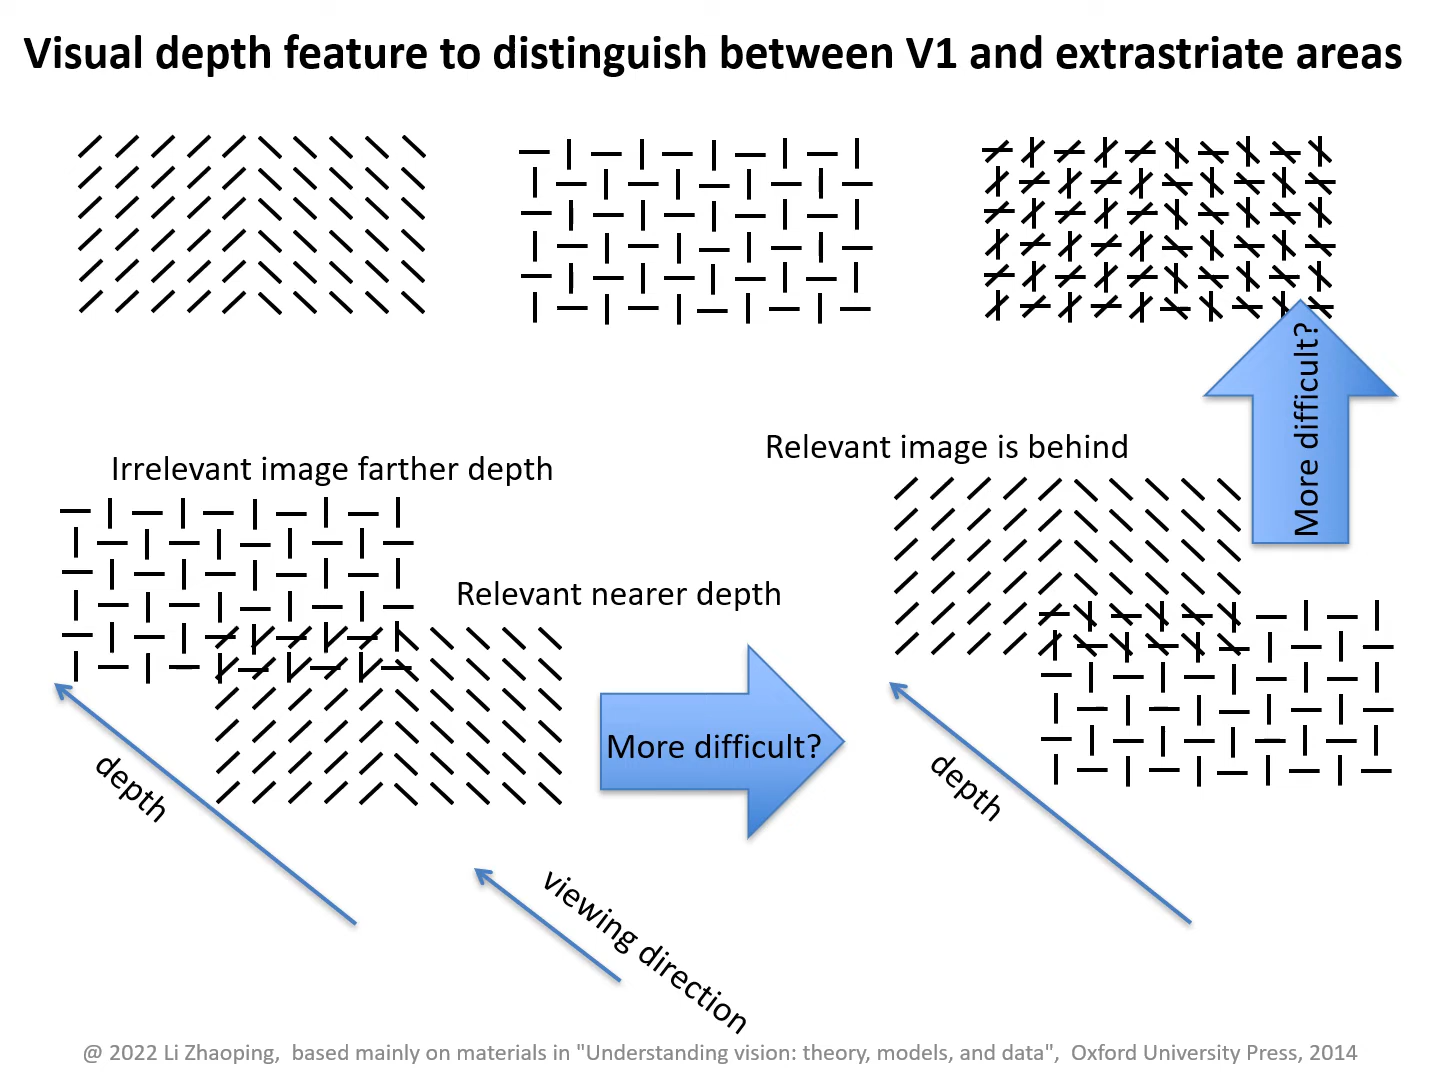 Visual depth feature to distinguish between V1 and extrastriate areas
More difficult?
Relevant image is behind
Irrelevant image farther depth
Relevant nearer depth
More difficult?
depth
depth
viewing direction
@ 2022 Li Zhaoping,  based mainly on materials in "Understanding vision: theory, models, and data",  Oxford University Press, 2014